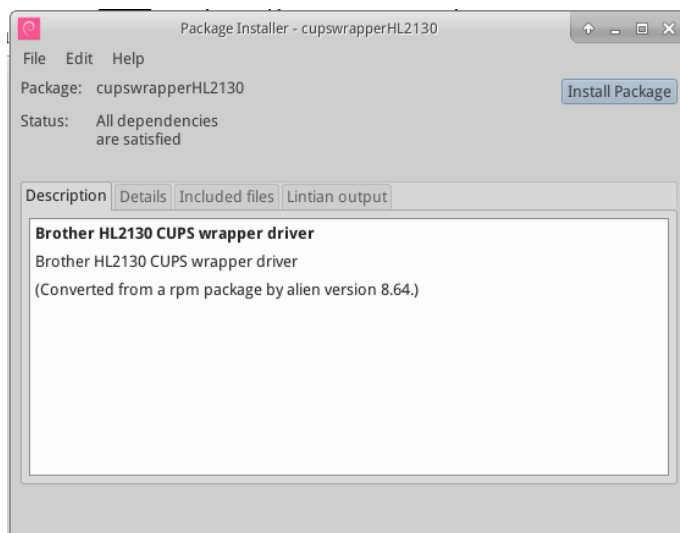 Package Installer - cupswrapperHL2130
File Edit Help
Package: cupswrapperHL2130
Install Package
Status: All dependencies
are satisfied
Description Details Included files Lintian output
Brother HL2130 CUPS wrapper driver
Brother HL2130 CUPS wrapper driver
(Converted from a rpm package by alien version 8.64.)